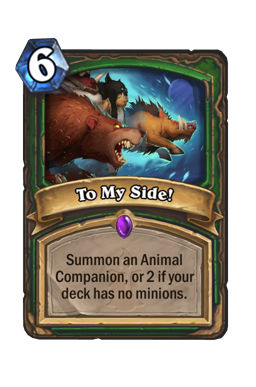 6
To My Side!
Summon an Animal
Companion, or 2 if your
deck has no minions.